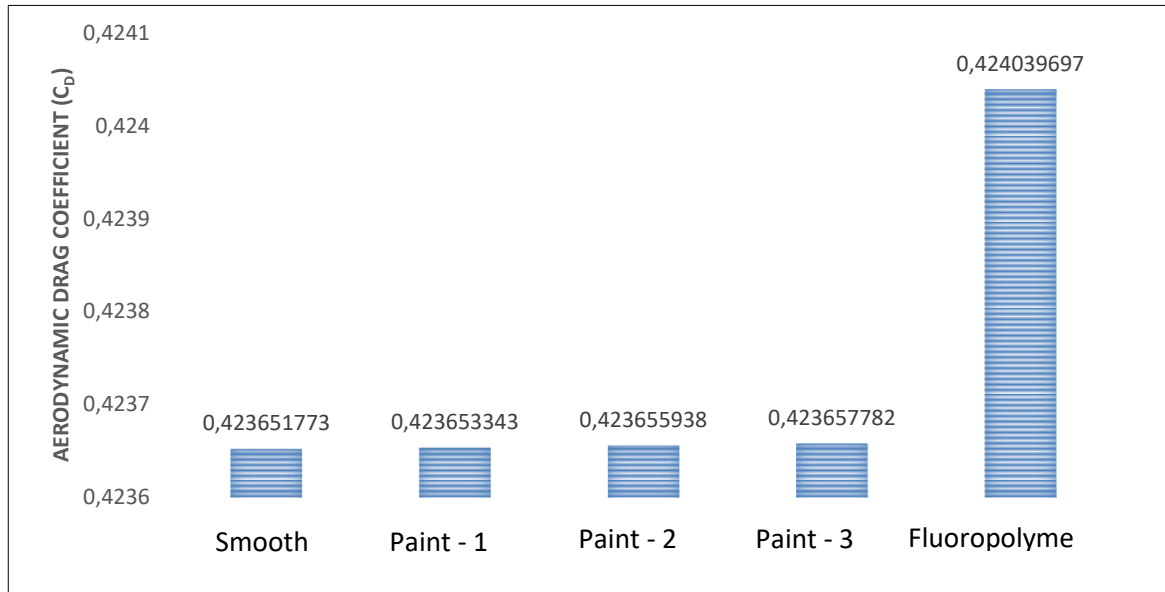 AERODYNAMIC DRAG COEFFICIENT (CD)
0,4241
0,424
0,4239
0,4238
0,4237
0,4236
0,423651773
0,423653343
0,423655938
0,423657782
0,424039697
Smooth
Paint - 1
Paint - 2
Paint - 3
Fluoropolyme